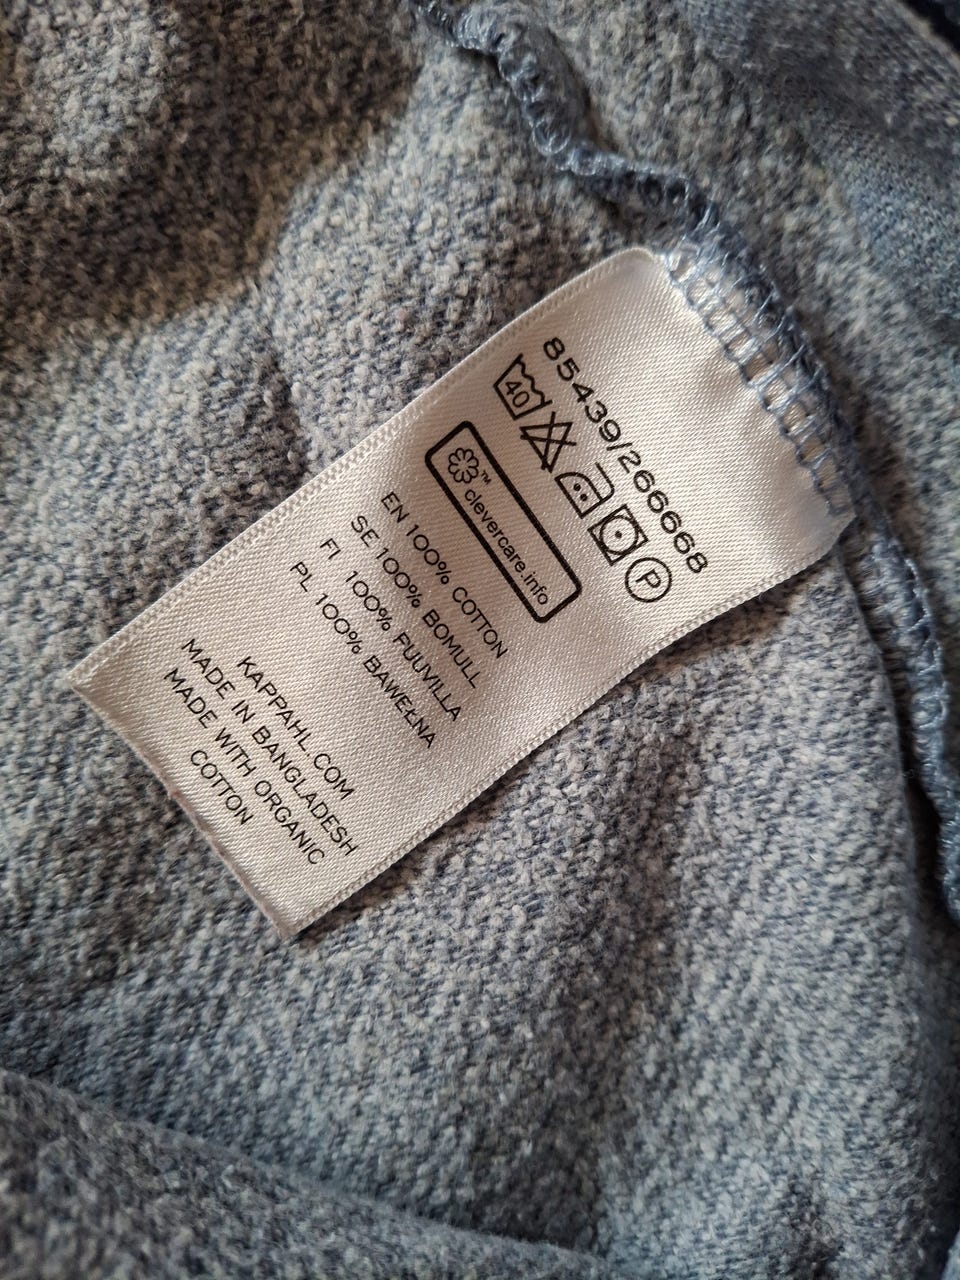 85439/266668
40 P
™ clevercare.info
EN 100% COTTON
SE 100% BOMULL
FI 100% PUUVILLA
PL 100% BAWEŁNA
KAPPAHL.COM
MADE IN BANGLADESH
MADE WITH ORGANIC
COTTON